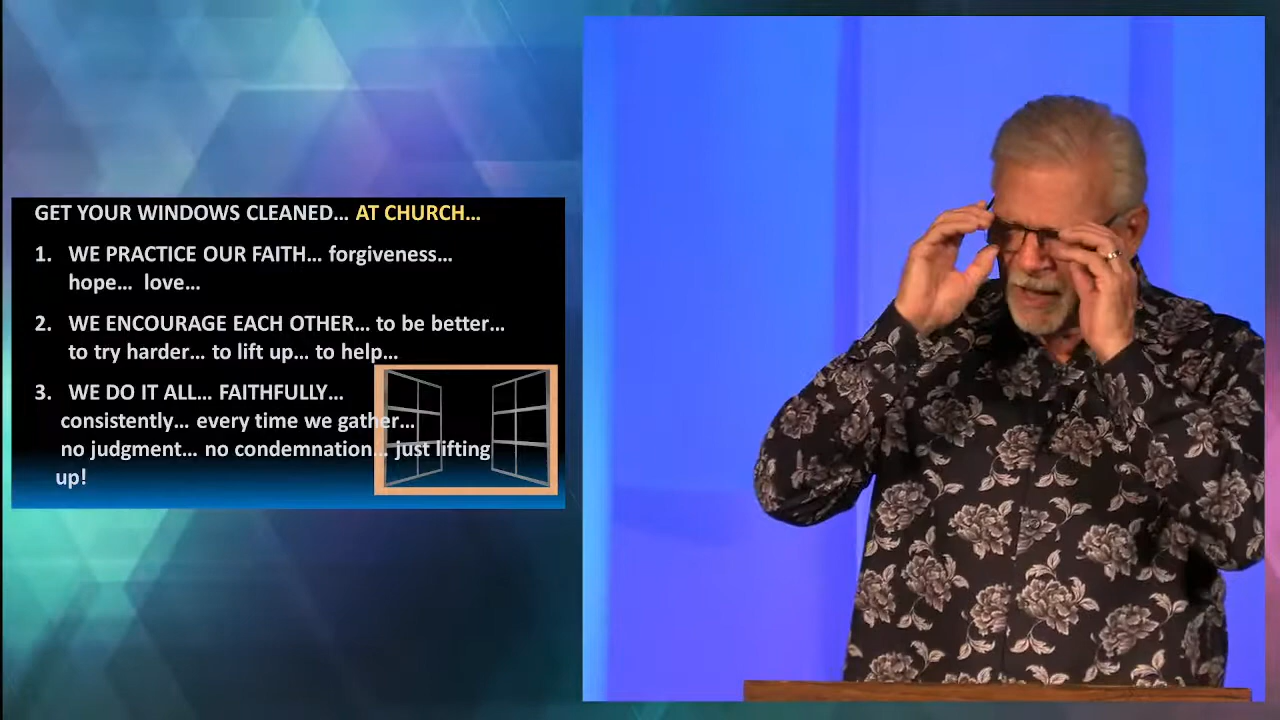 GET YOUR WINDOWS CLEANED... AT CHURCH...
1. WE PRACTICE OUR FAITH... forgiveness...
hope... love...
2. WE ENCOURAGE EACH OTHER... to be better...
to try harder... to lift up... to help...
3. WE DO IT ALL... FAITHFULLY...
consistently... every time we gather...
no judgment... no condemnation... just lifting
up!